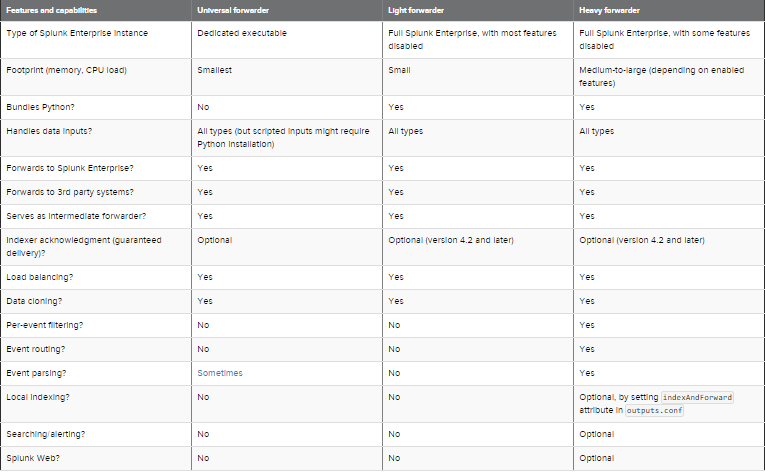 Features and capabilities Universal forwarder Light forwarder Heavy forwarder
Type of Splunk Enterprise Instance Dedicated executable Full Splunk Enterprise, with most features disabled Full Splunk Enterprise, with some features disabled
Footprint (memory, CPU load) Smallest Small Medium-to-large (depending on enabled features)
Bundles Python? No Yes Yes
Handles data inputs? All types (but scripted inputs might require Python installation) All types All types
Forwards to Splunk Enterprise? Yes Yes Yes
Forwards to 3rd party systems? Yes Yes Yes
Serves as intermediate forwarder? Yes Yes Yes
Indexer acknowledgment (guaranteed delivery)? Optional Optional (version 4.2 and later) Optional (version 4.2 and later)
Load balancing? Yes Yes Yes
Data cloning? Yes Yes Yes
Per-event filtering? No No Yes
Event routing? No No Yes
Event parsing? Sometimes No Yes
Local indexing? No No Optional, by setting indexAndForward attribute in outputs.conf
Searching/alerting? No No Optional
Splunk Web? No No Optional